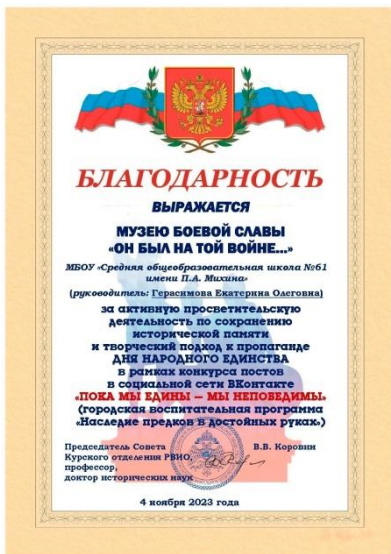 БЛАГОДАРНОСТЬ
ВЫРАЖАЕТСЯ
МУЗЕЮ БОЕВОЙ СЛАВЫ
«ОН БЫЛ НА ТОЙ ВОЙНЕ...»
МБОУ «Средняя общеобразовательная школа №61
имени П.А. Михина»
(руководитель: Герасимова Екатерина Олеговна)
за активную просветительскую
деятельность по сохранению
исторической памяти
и творческий подход к пропаганде
ДНЯ НАРОДНОГО ЕДИНСТВА
в рамках конкурса постов
в социальной сети ВКонтакте
«ПОКА МЫ ЕДИНЫ – МЫ НЕПОБЕДИМЫ»
(городская воспитательная программа
«Наследие предков в достойных руках»)
Председатель Совета В.В. Коровин
Курского отделения РВИО,
профессор,
доктор исторических наук
4 ноября 2023 года